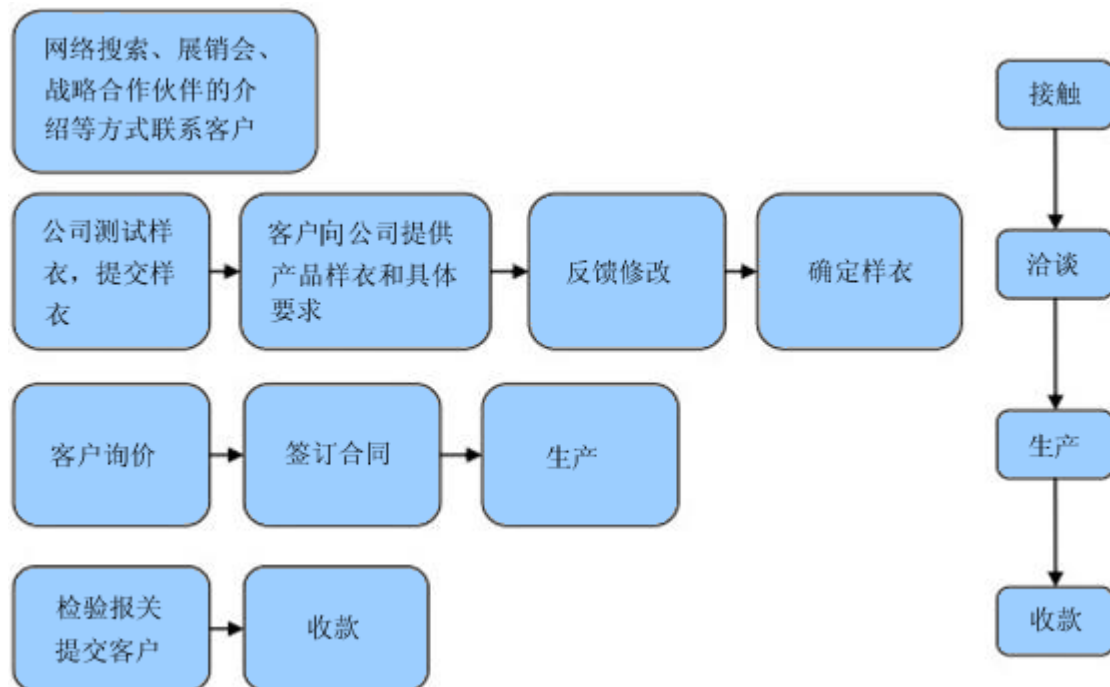 网络搜索、展销会、
战略合作伙伴的介
绍等方式联系客户
接触
公司测试样
衣，提交样
衣
客户向公司提供
产品样衣和具体
要求
反馈修改
确定样衣
洽谈
客户询价
签订合同
生产
生产
检验报关
提交客户
收款
收款